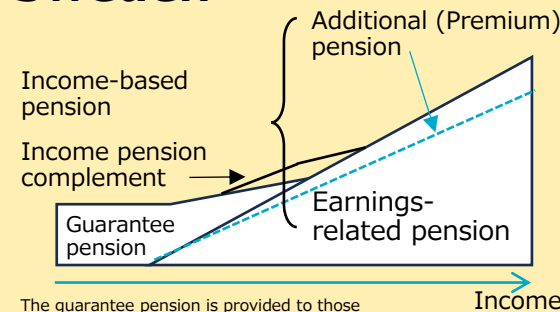 Additional (Premium)
pension
Income-based
pension
Income pension
complement
Guarantee
pension
Earnings-
related pension
Income
The guarantee pension is provided to those